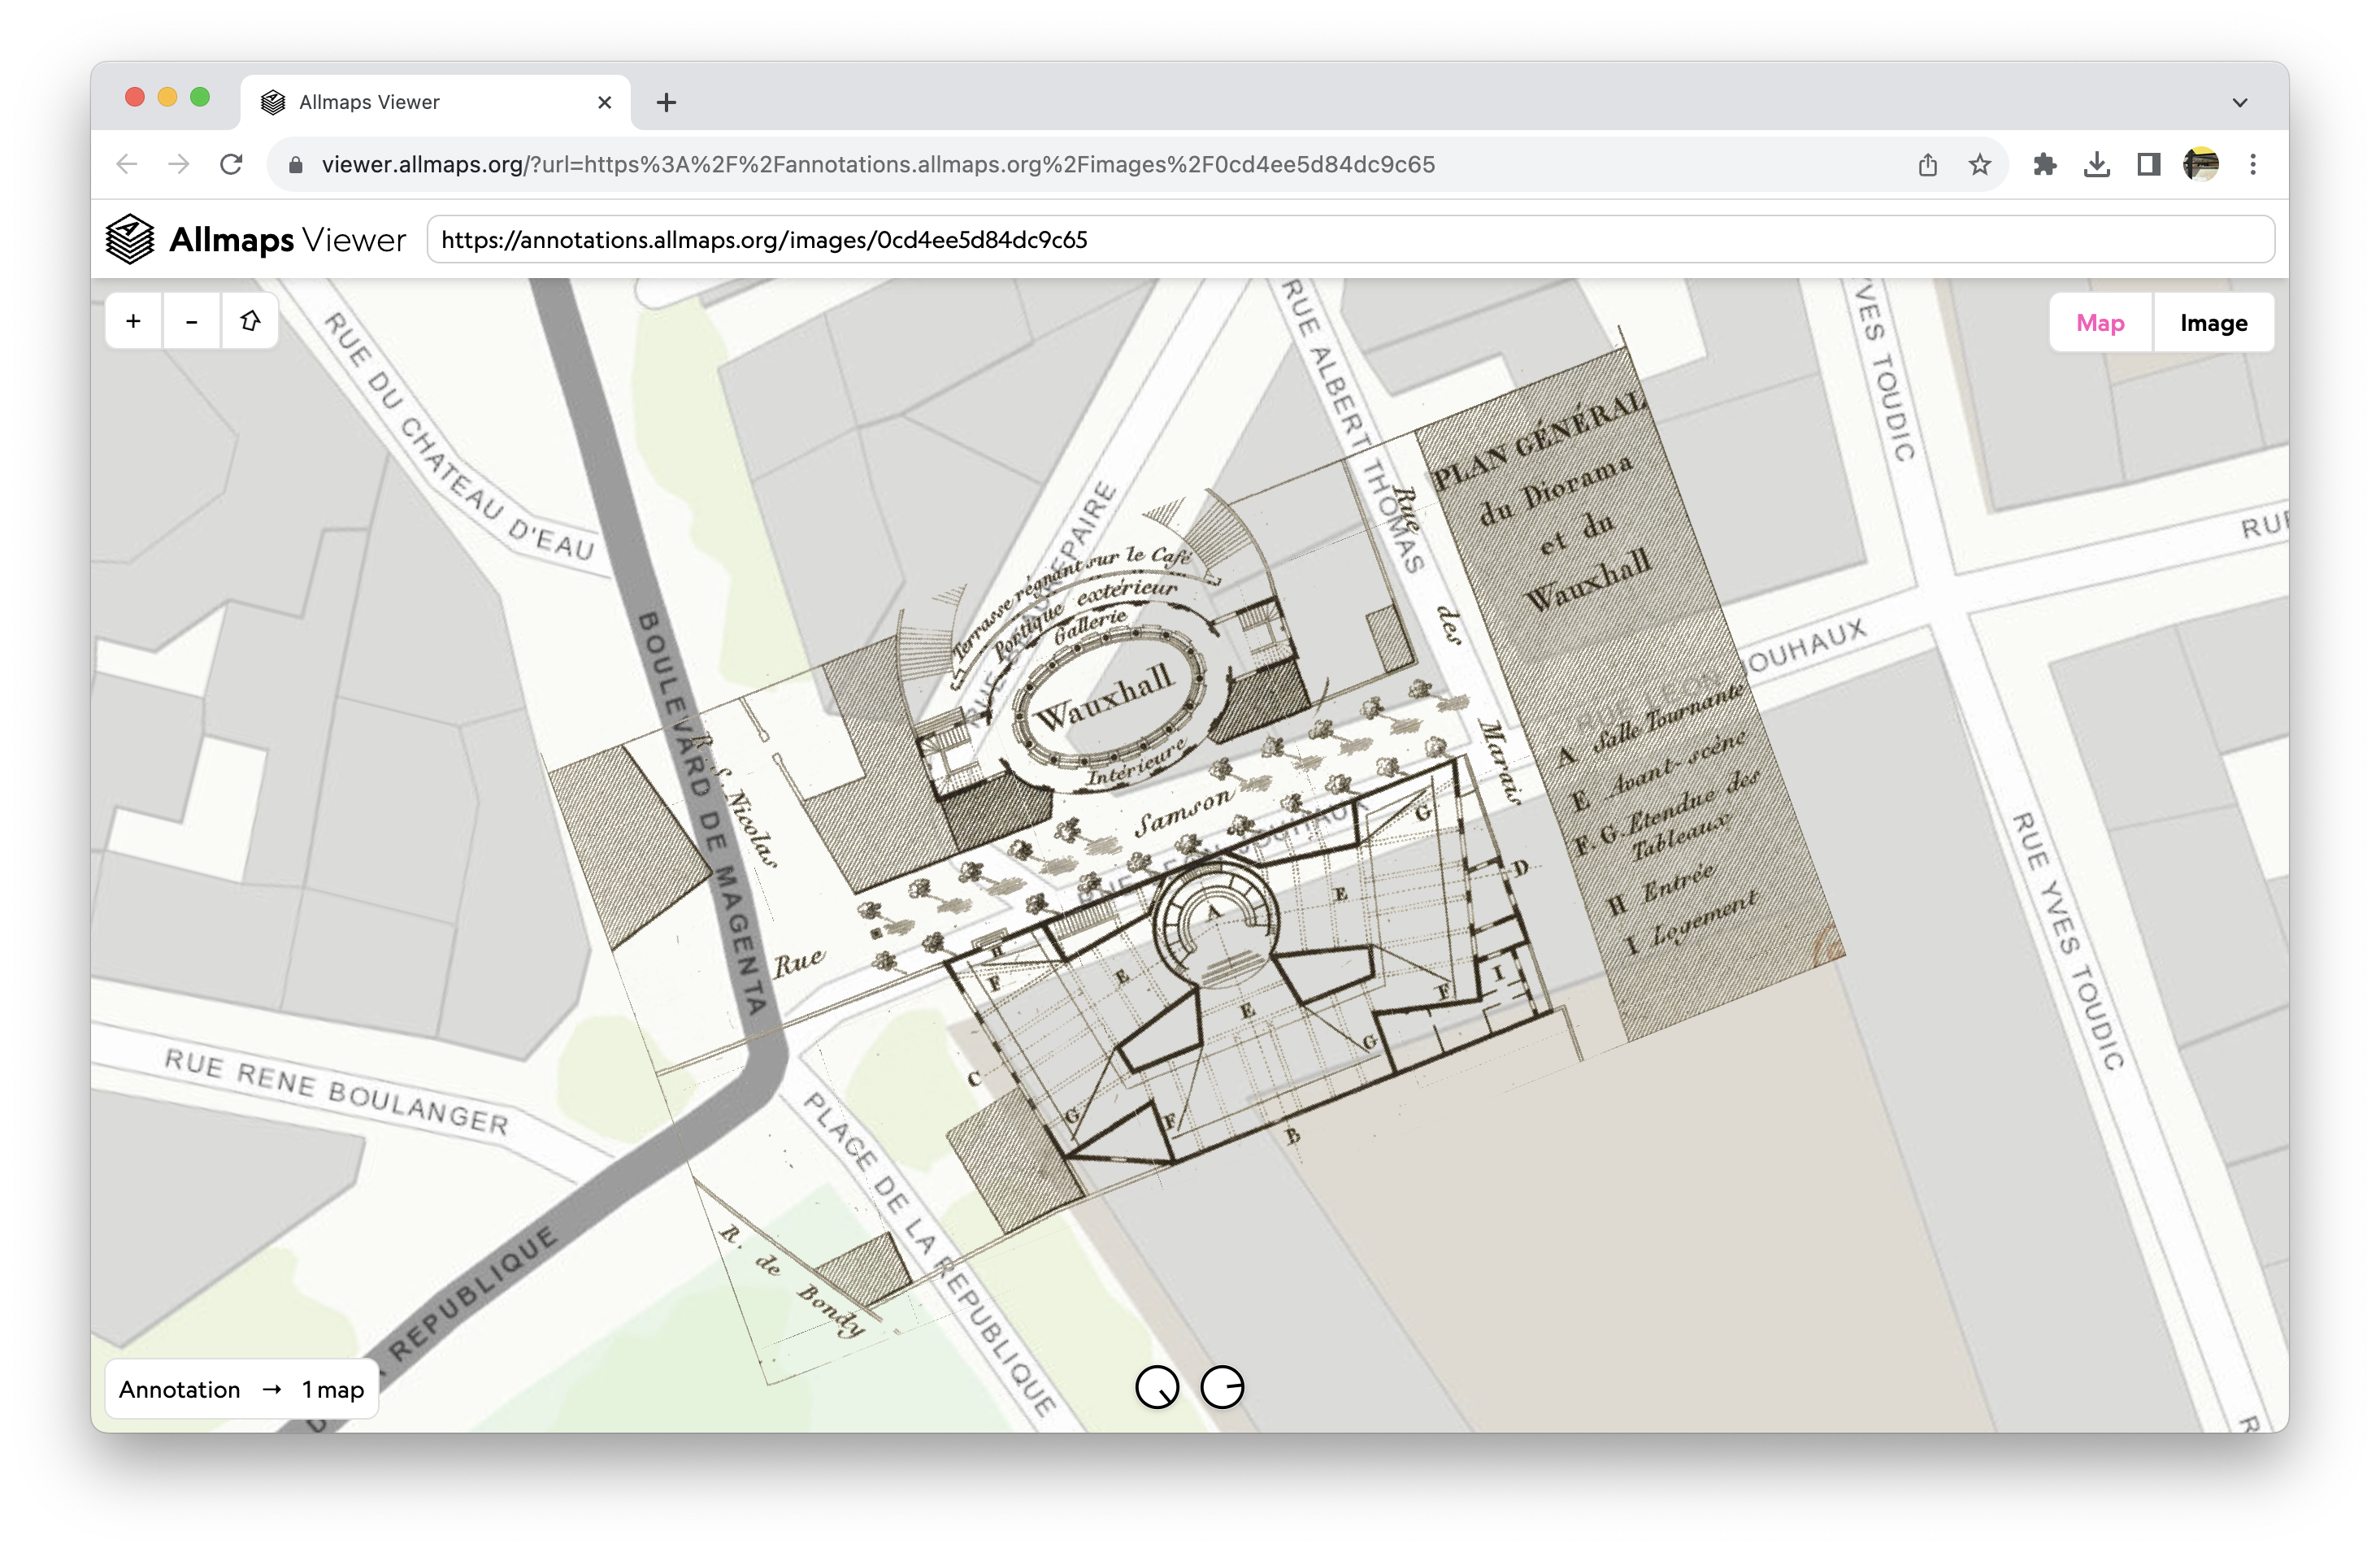 Allmaps Viewer
viewer.allmaps.org/?url=https%3A%2F%2Fannotations.allmaps.org%2Fimages%2F0cd4ee5d84dc9c65
Allmaps Viewer
https://annotations.allmaps.org/images/0cd4ee5d84dc9c65
+
-
Map
Image
RUE DU CHATEAU D'EAU
RUE ALBERT THOMAS
YVES TOUDIC
RUE
PLAN GÉNÉRAL
du Diorama
et du
Wauxhall
Rue des Marais
Terrasse régnant sur le Café
Portique extérieur
Gallerie
Wauxhall
Intérieure
BOULEVARD DE MAGENTA
R. S. Nicolas
Rue Samson
JOUHAUX
A Salle Tournante
E Avant-scéne
F. G. Etendue des
Tableaux
H Entrée
I Logement
G
D
A
E
H
F
E
E
I
F
G
C
G
F
B
RUE RENE BOULANGER
PLACE DE LA REPUBLIQUE
RUE YVES TOUDIC
R. de Bondy
REPUBLIQUE
R
Annotation → 1 map